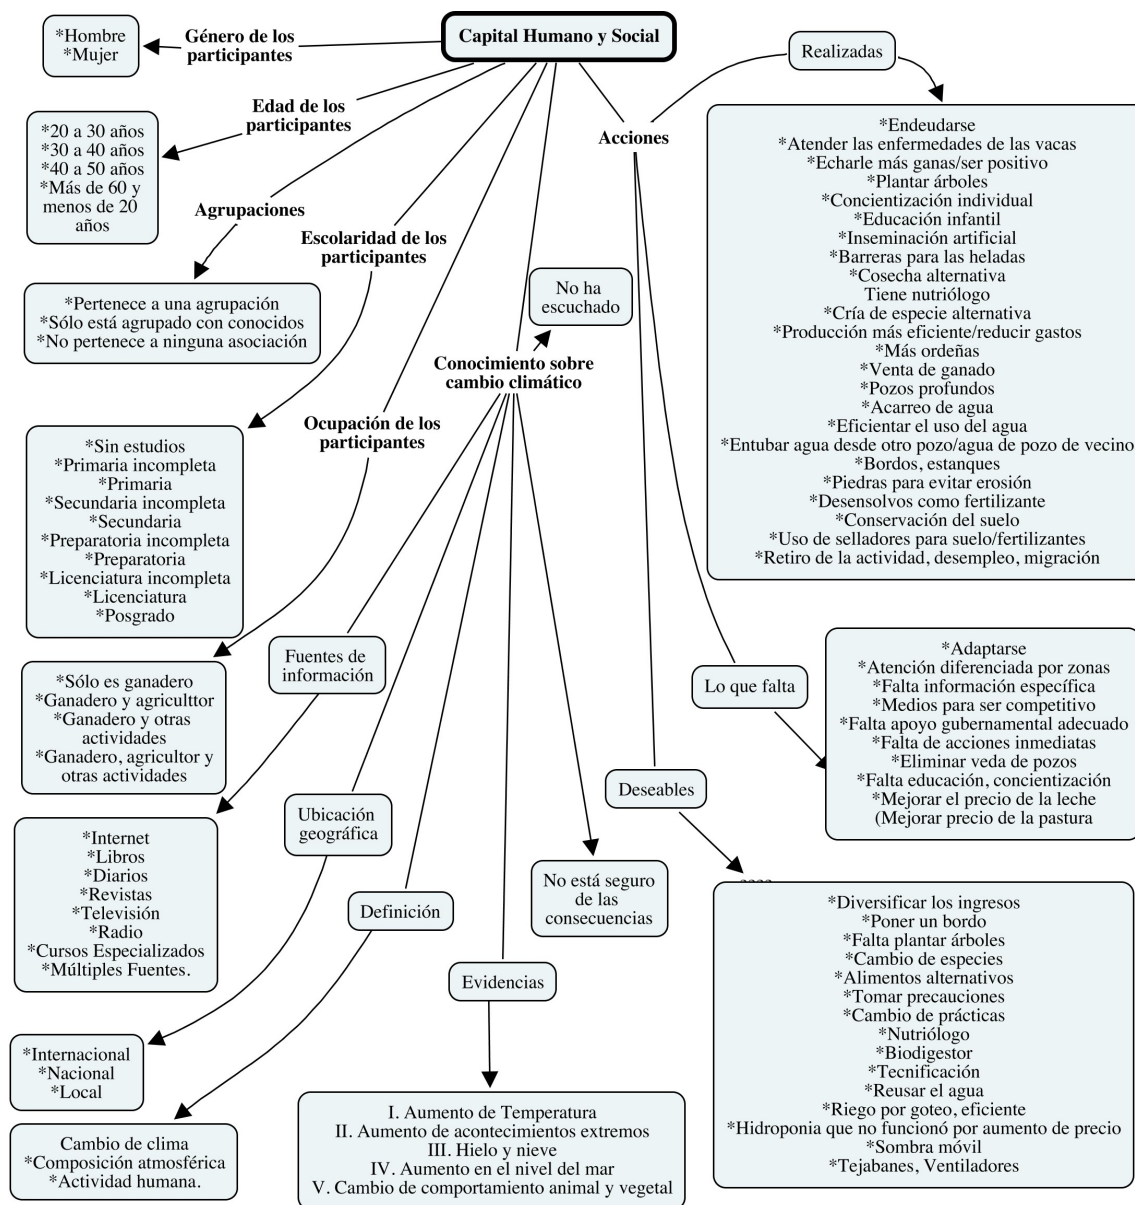 Capital Humano y Social
Género de los
participantes
*Hombre
*Mujer
Edad de los
participantes
*20 a 30 años
*30 a 40 años
*40 a 50 años
*Más de 60 y
menos de 20
años
Agrupaciones
*Pertenece a una agrupación
*Sólo está agrupado con conocidos
*No pertenece a ninguna asociación
Escolaridad de los
participantes
*Sin estudios
*Primaria incompleta
*Primaria
*Secundaria incompleta
*Secundaria
*Preparatoria incompleta
*Preparatoria
*Licenciatura incompleta
*Licenciatura
*Posgrado
Ocupación de los
participantes
*Sólo es ganadero
*Ganadero y agriculttor
*Ganadero y otras
actividades
*Ganadero, agricultor y
otras actividades
Conocimiento sobre
cambio climático
No ha
escuchado
Fuentes de
información
*Internet
*Libros
*Diarios
*Revistas
*Televisión
*Radio
*Cursos Especializados
*Múltiples Fuentes.
Ubicación
geográfica
*Internacional
*Nacional
*Local
Definición
Cambio de clima
*Composición atmosférica
*Actividad humana.
Evidencias
I. Aumento de Temperatura
II. Aumento de acontecimientos extremos
III. Hielo y nieve
IV. Aumento en el nivel del mar
V. Cambio de comportamiento animal y vegetal
No está seguro
de las
consecuencias
Acciones
Realizadas
*Endeudarse
*Atender las enfermedades de las vacas
*Echarle más ganas/ser positivo
*Plantar árboles
*Concientización individual
*Educación infantil
*Inseminación artificial
*Barreras para las heladas
*Cosecha alternativa
Tiene nutriólogo
*Cría de especie alternativa
*Producción más eficiente/reducir gastos
*Más ordeñas
*Venta de ganado
*Pozos profundos
*Acarreo de agua
*Eficientar el uso del agua
*Entubar agua desde otro pozo/agua de pozo de vecino
*Bordos, estanques
*Piedras para evitar erosión
*Desensolvos como fertilizante
*Conservación del suelo
*Uso de selladores para suelo/fertilizantes
*Retiro de la actividad, desempleo, migración
Lo que falta
*Adaptarse
*Atención diferenciada por zonas
*Falta información específica
*Medios para ser competitivo
*Falta apoyo gubernamental adecuado
*Falta de acciones inmediatas
*Eliminar veda de pozos
*Falta educación, concientización
*Mejorar el precio de la leche
(Mejorar precio de la pastura
Deseables
*Diversificar los ingresos
*Poner un bordo
*Falta plantar árboles
*Cambio de especies
*Alimentos alternativos
*Tomar precauciones
*Cambio de prácticas
*Nutriólogo
*Biodigestor
*Tecnificación
*Reusar el agua
*Riego por goteo, eficiente
*Hidroponia que no funcionó por aumento de precio
*Sombra móvil
*Tejabanes, Ventiladores